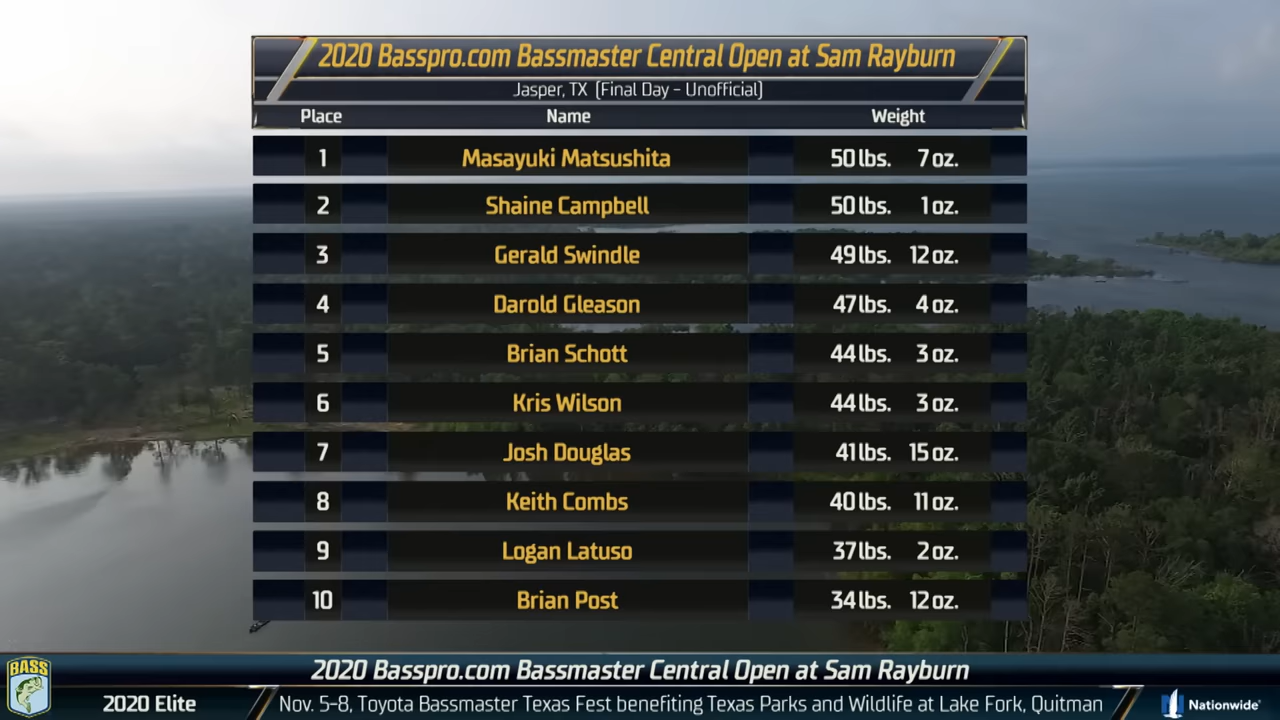 2020 Basspro.com Bassmaster Central Open at Sam Rayburn
Jasper, TX (Final Day - Unofficial)
Place Name Weight
1 Masayuki Matsushita 50 lbs. 7 oz.
2 Shaine Campbell 50 lbs. 1 oz.
3 Gerald Swindle 49 lbs. 12 oz.
4 Darold Gleason 47 lbs. 4 oz.
5 Brian Schott 44 lbs. 3 oz.
6 Kris Wilson 44 lbs. 3 oz.
7 Josh Douglas 41 lbs. 15 oz.
8 Keith Combs 40 lbs. 11 oz.
9 Logan Latuso 37 lbs. 2 oz.
10 Brian Post 34 lbs. 12 oz.
BASS
2020 Basspro.com Bassmaster Central Open at Sam Rayburn
2020 Elite Nov. 5-8, Toyota Bassmaster Texas Fest benefiting Texas Parks and Wildlife at Lake Fork, Quitman Nationwide